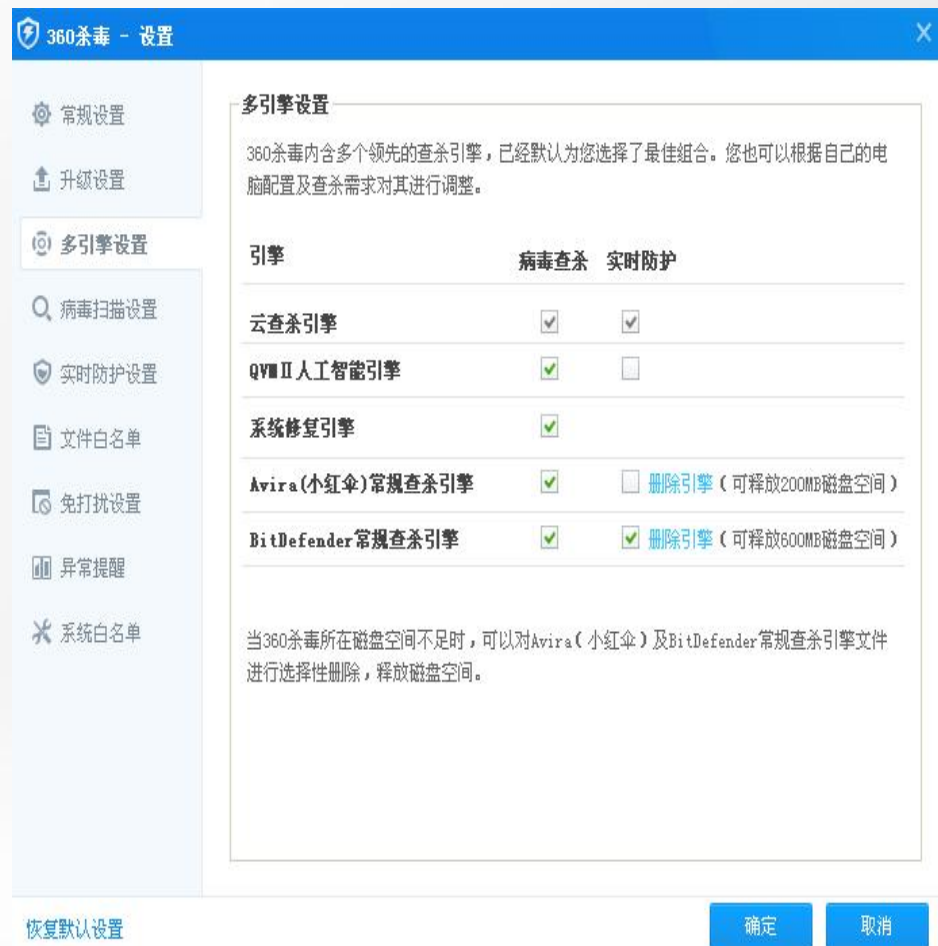 360杀毒 - 设置
常规设置
升级设置
多引擎设置
病毒扫描设置
实时防护设置
文件白名单
免打扰设置
异常提醒
系统白名单
多引擎设置
360杀毒内含多个领先的查杀引擎，已经默认为您选择了最佳组合。您也可以根据自己的电
脑配置及查杀需求对其进行调整。
引擎 病毒查杀 实时防护
云查杀引擎
QVMⅡ人工智能引擎
系统修复引擎
Avira(小红伞)常规查杀引擎 删除引擎（可释放200MB磁盘空间）
BitDefender常规查杀引擎 删除引擎（可释放600MB磁盘空间）
当360杀毒所在磁盘空间不足时，可以对Avira（小红伞）及BitDefender常规查杀引擎文件
进行选择性删除，释放磁盘空间。
恢复默认设置 确定 取消